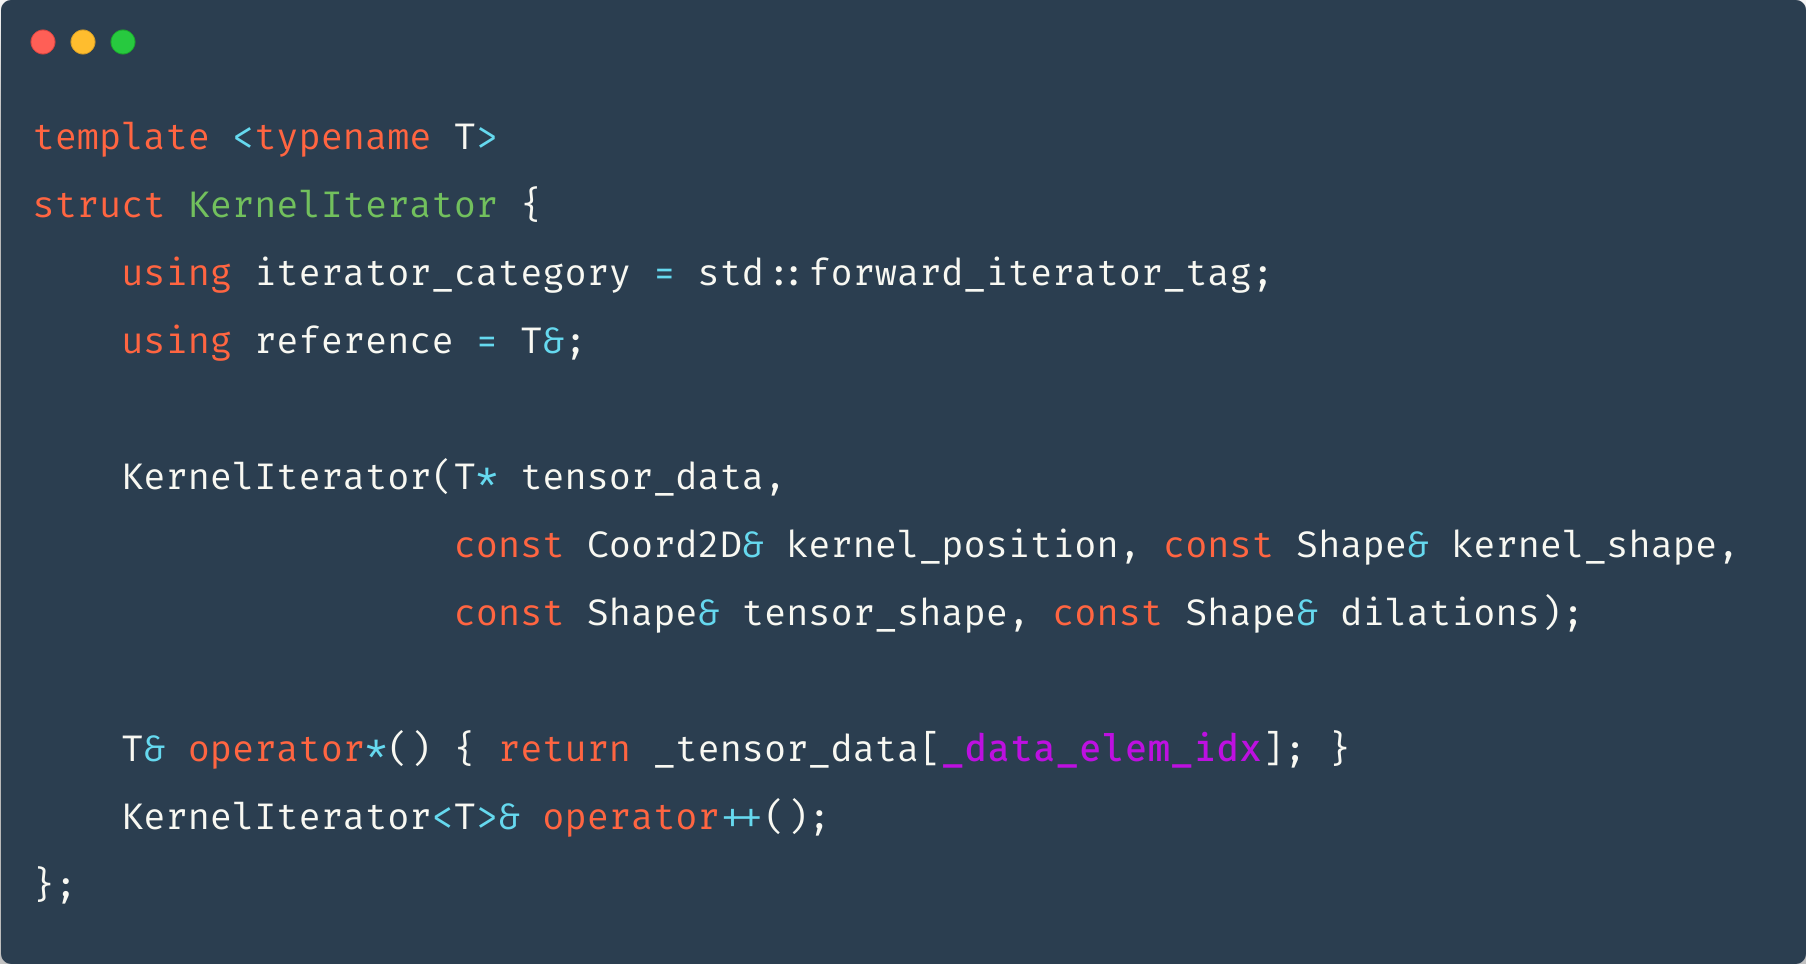 template <typename T>
struct KernelIterator {
    using iterator_category = std::forward_iterator_tag;
    using reference = T&;

    KernelIterator(T* tensor_data,
                   const Coord2D& kernel_position, const Shape& kernel_shape,
                   const Shape& tensor_shape, const Shape& dilations);

    T& operator*() { return _tensor_data[_data_elem_idx]; }
    KernelIterator<T>& operator++();
};